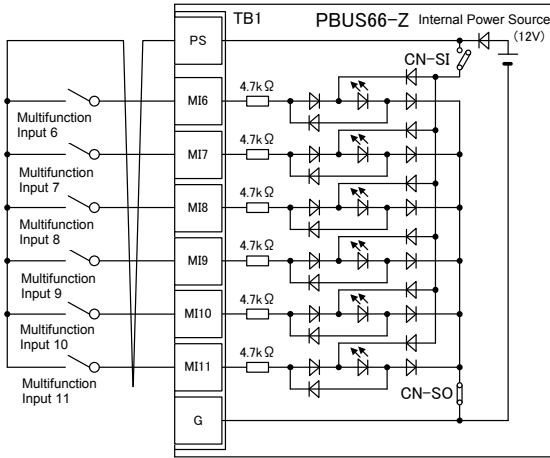 TB1
PBUS66-Z
Internal Power Source
(12V)
PS
CN-SI
MI6
4.7kΩ
Multifunction
Input 6
MI7
4.7kΩ
Multifunction
Input 7
MI8
4.7kΩ
Multifunction
Input 8
MI9
4.7kΩ
Multifunction
Input 9
MI10
4.7kΩ
Multifunction
Input 10
MI11
4.7kΩ
Multifunction
Input 11
CN-SO
G